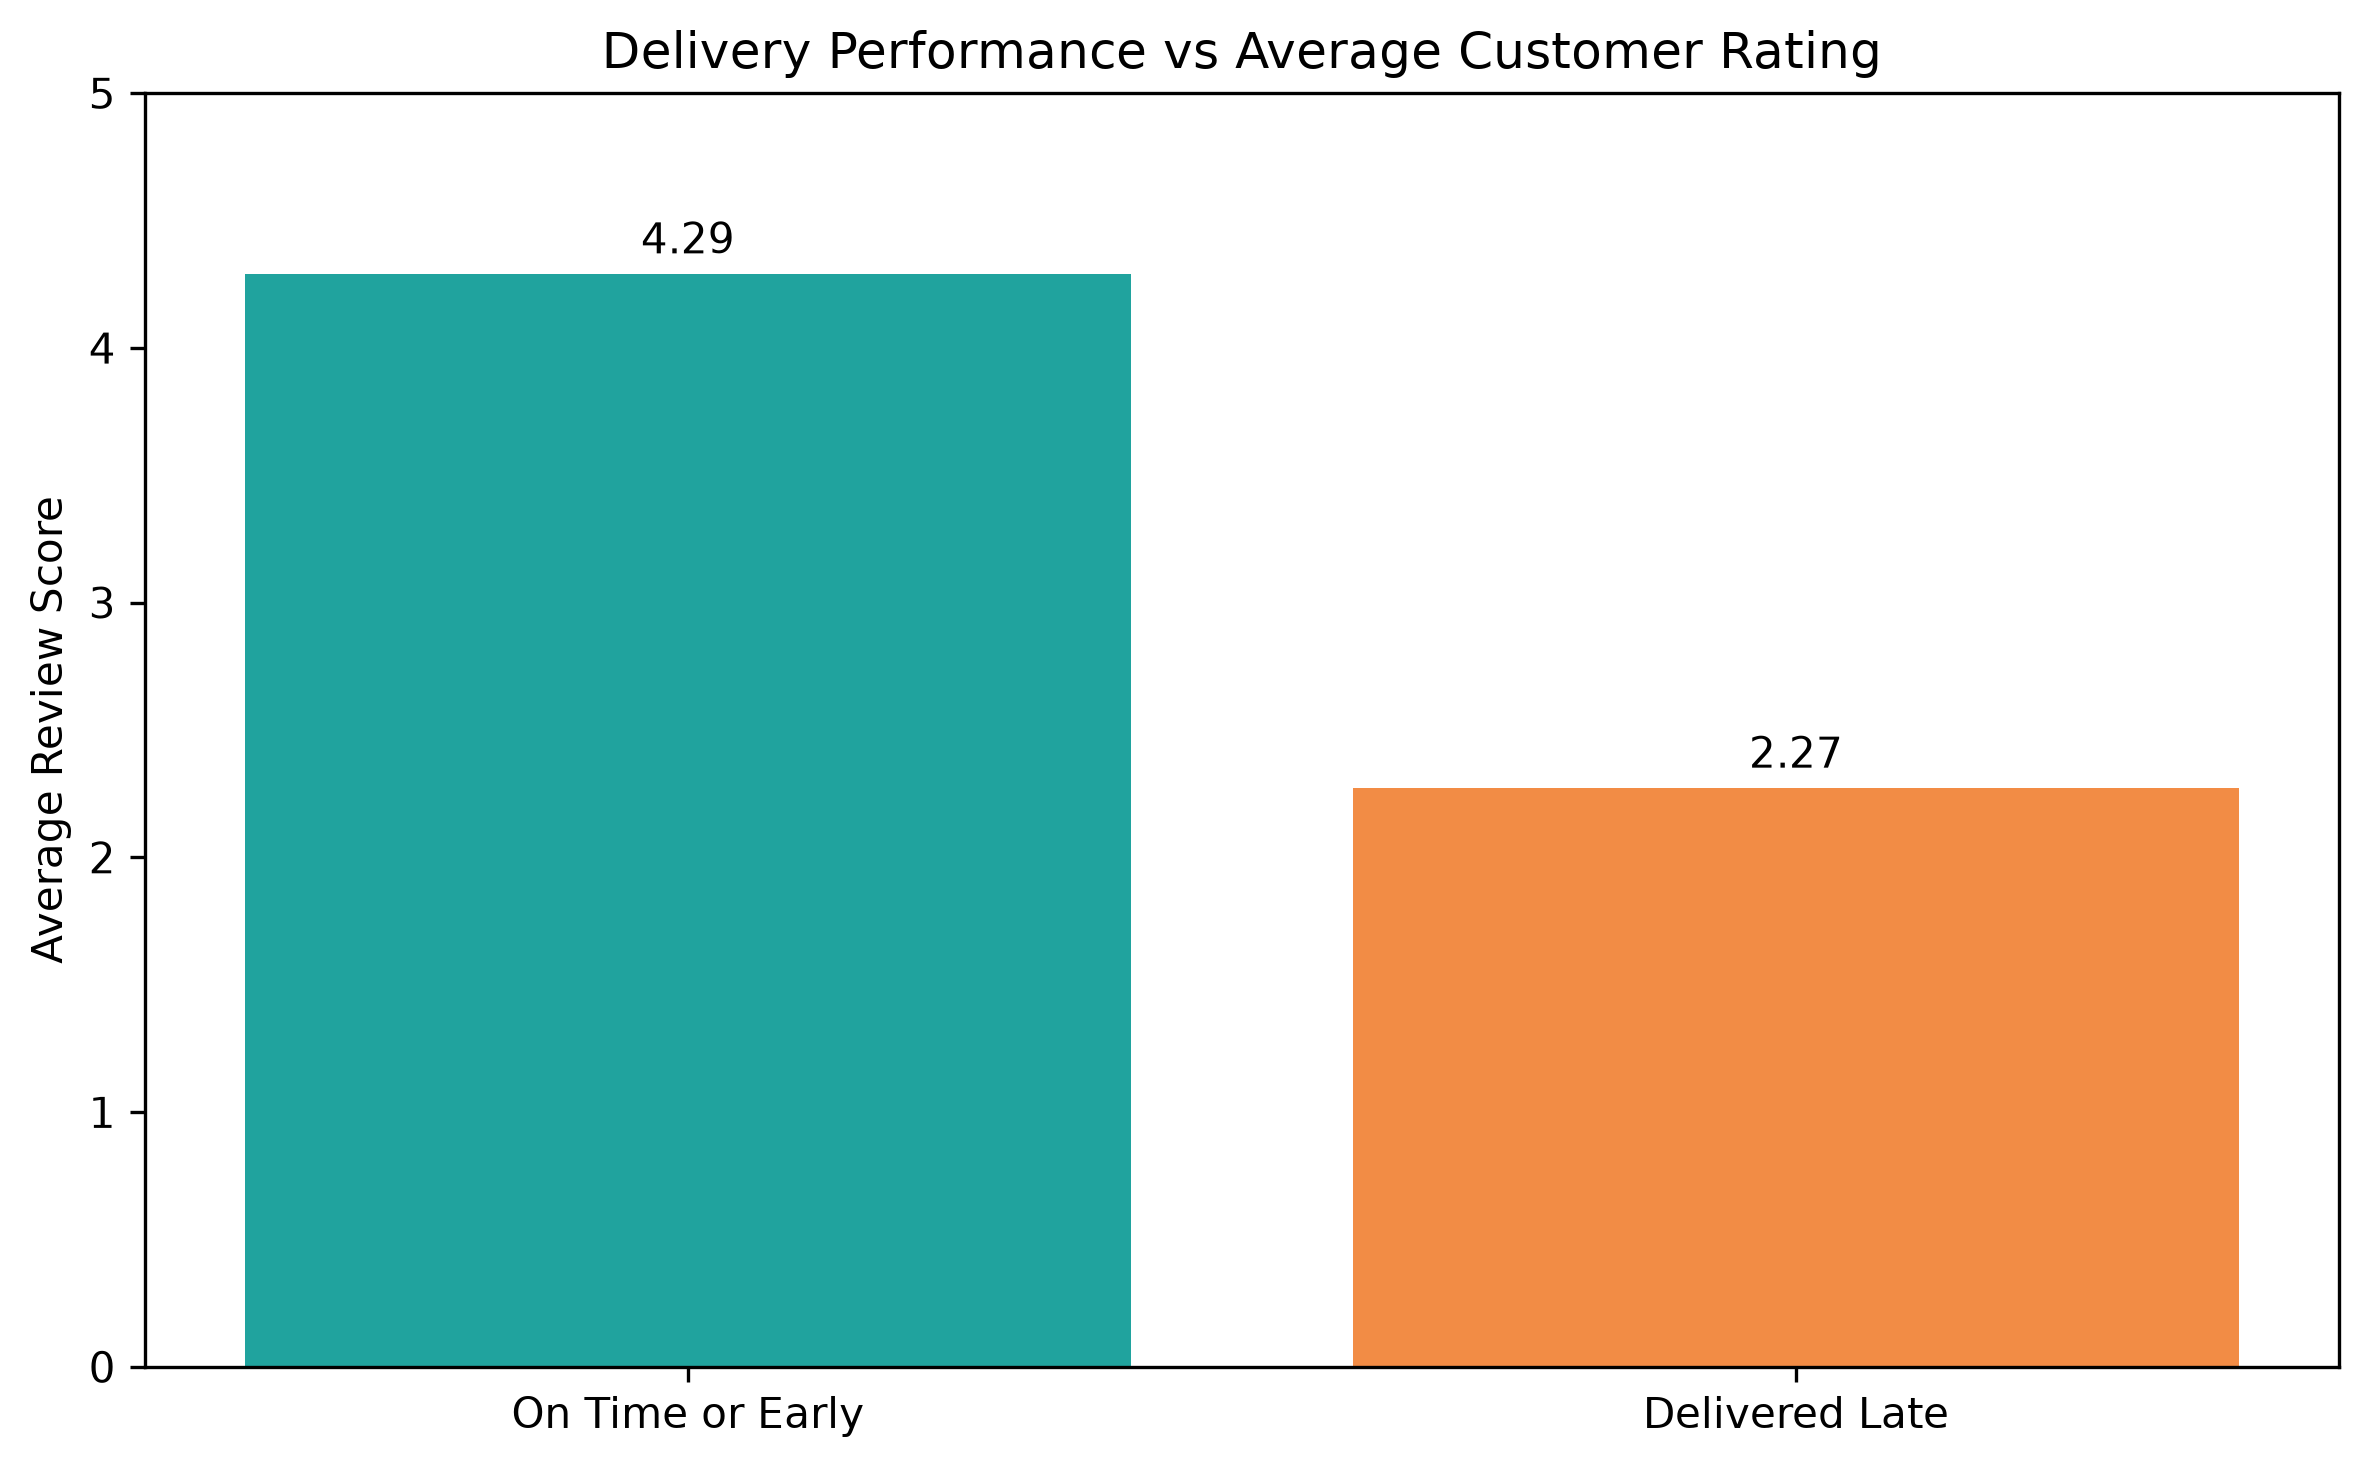 Delivery Performance vs Average Customer Rating
5
4
3
2
1
0
Average Review Score
4.29
2.27
On Time or Early
Delivered Late